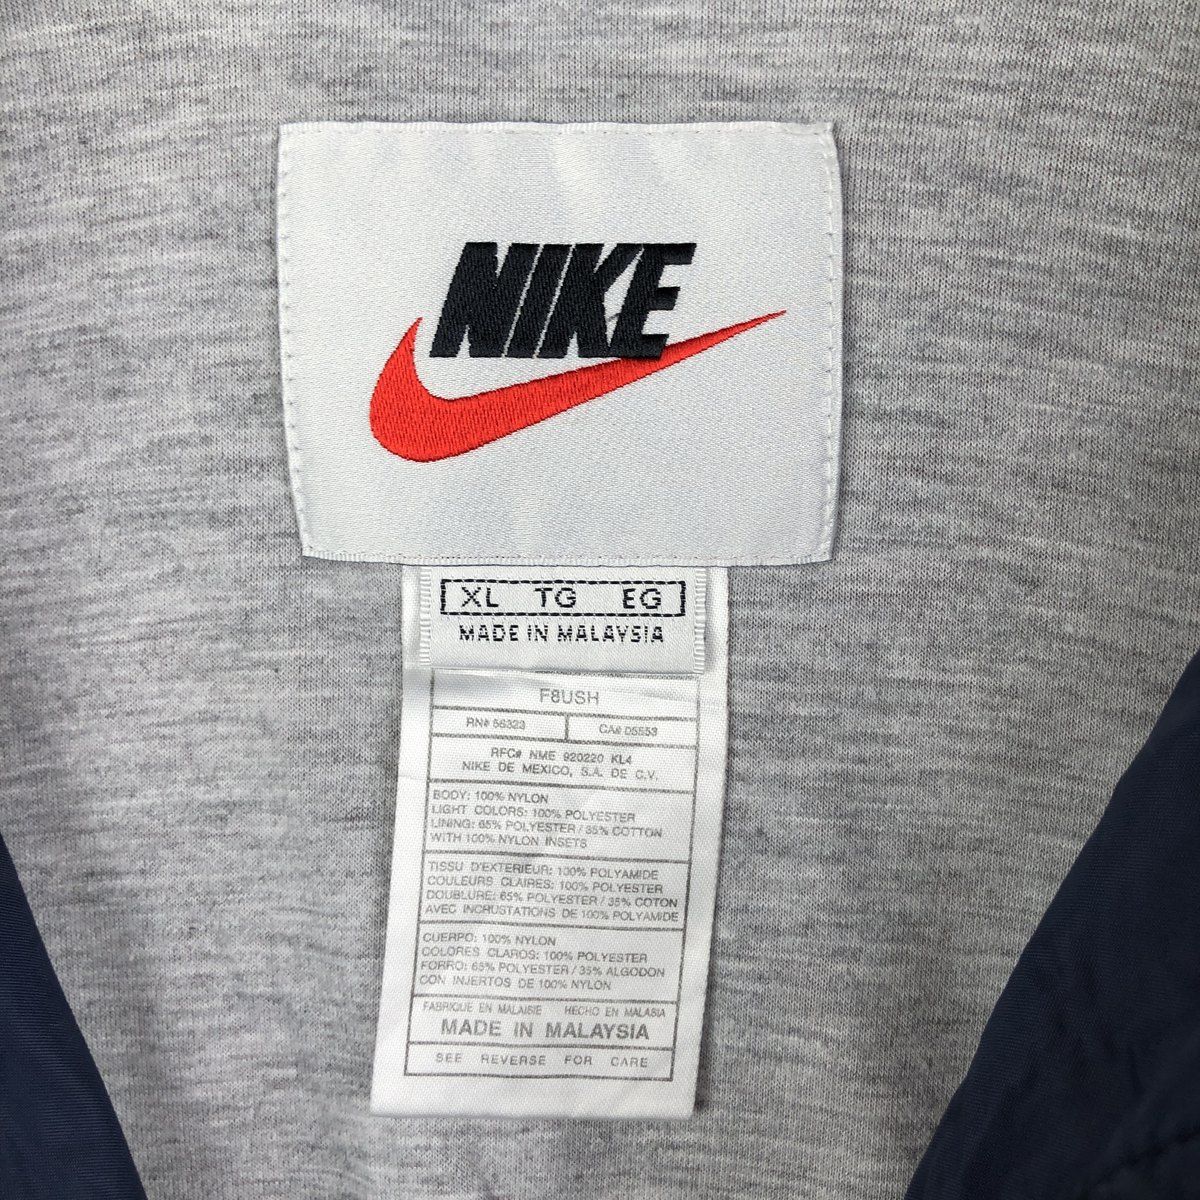 NIKE
XL TG EG
MADE IN MALAYSIA
F8USH
RN# 56323 CA# 05553
RFC# NME 920220 KL4
NIKE DE MEXICO, S.A. DE C.V.
BODY: 100% NYLON
LIGHT COLORS: 100% POLYESTER
LINING: 65% POLYESTER / 35% COTTON
WITH 100% NYLON INSETS
TISSU D'EXTERIEUR: 100% POLYAMIDE
COULEURS CLAIRES: 100% POLYESTER
DOUBLURE: 65% POLYESTER / 35% COTON
AVEC INCRUSTATIONS DE 100% POLYAMIDE
CUERPO: 100% NYLON
COLORES CLAROS: 100% POLYESTER
FORRO: 65% POLYESTER / 35% ALGODON
CON INJERTOS DE 100% NYLON
FABRIQUE EN MALAISIE HECHO EN MALASIA
MADE IN MALAYSIA
SEE REVERSE FOR CARE